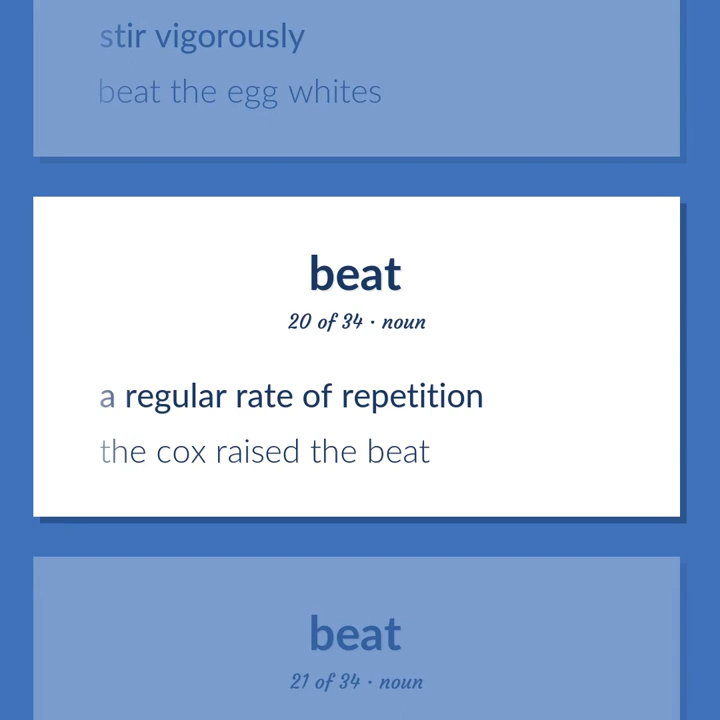 stir vigorously
beat the egg whites
beat
20 of 34 · noun
a regular rate of repetition
the cox raised the beat
beat
21 of 34 · noun